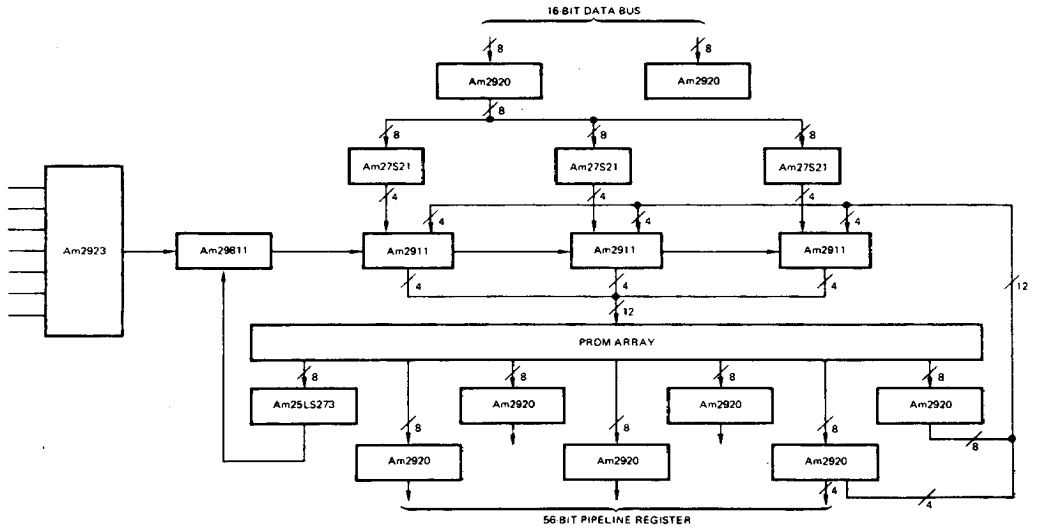 16-BIT DATA BUS
8
8
Am2920
Am2920
8
8
8
8
Am27S21
Am27S21
Am27S21
4
4
4
4
4
4
Am2923
Am29811
Am2911
Am2911
Am2911
4
4
4
12
12
PROM ARRAY
8
8
8
8
Am25LS273
Am2920
Am2920
Am2920
8
8
8
8
Am2920
Am2920
Am2920
4
4
56-BIT PIPELINE REGISTER